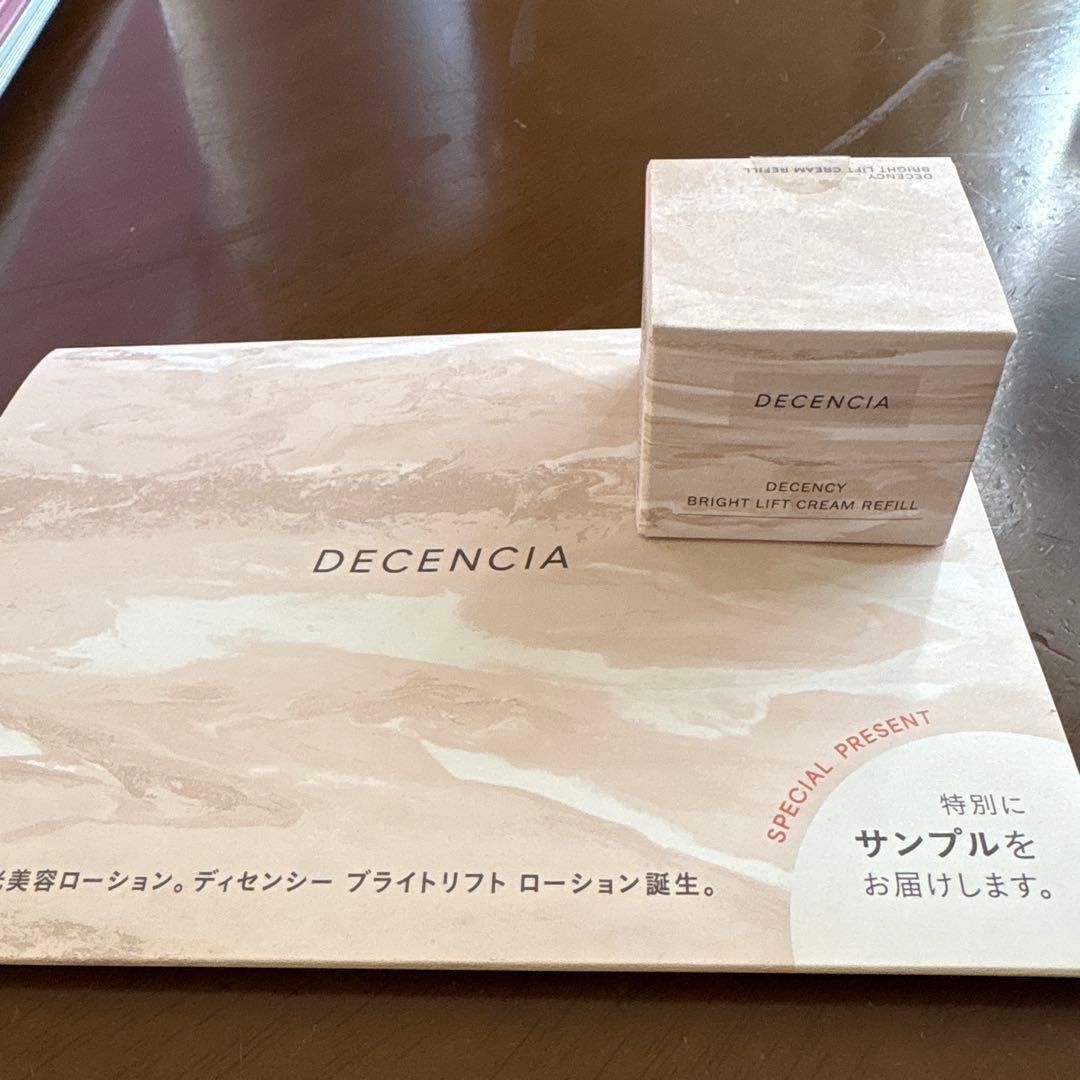 DECENCY
BRIGHT LIFT CREAM REFILL
DECENCIA
DECENCY
BRIGHT LIFT CREAM REFILL
DECENCIA
SPECIAL PRESENT
特別に
サンプルを
お届けします。
美容ローション。ディセンシー ブライトリフト ローション誕生。